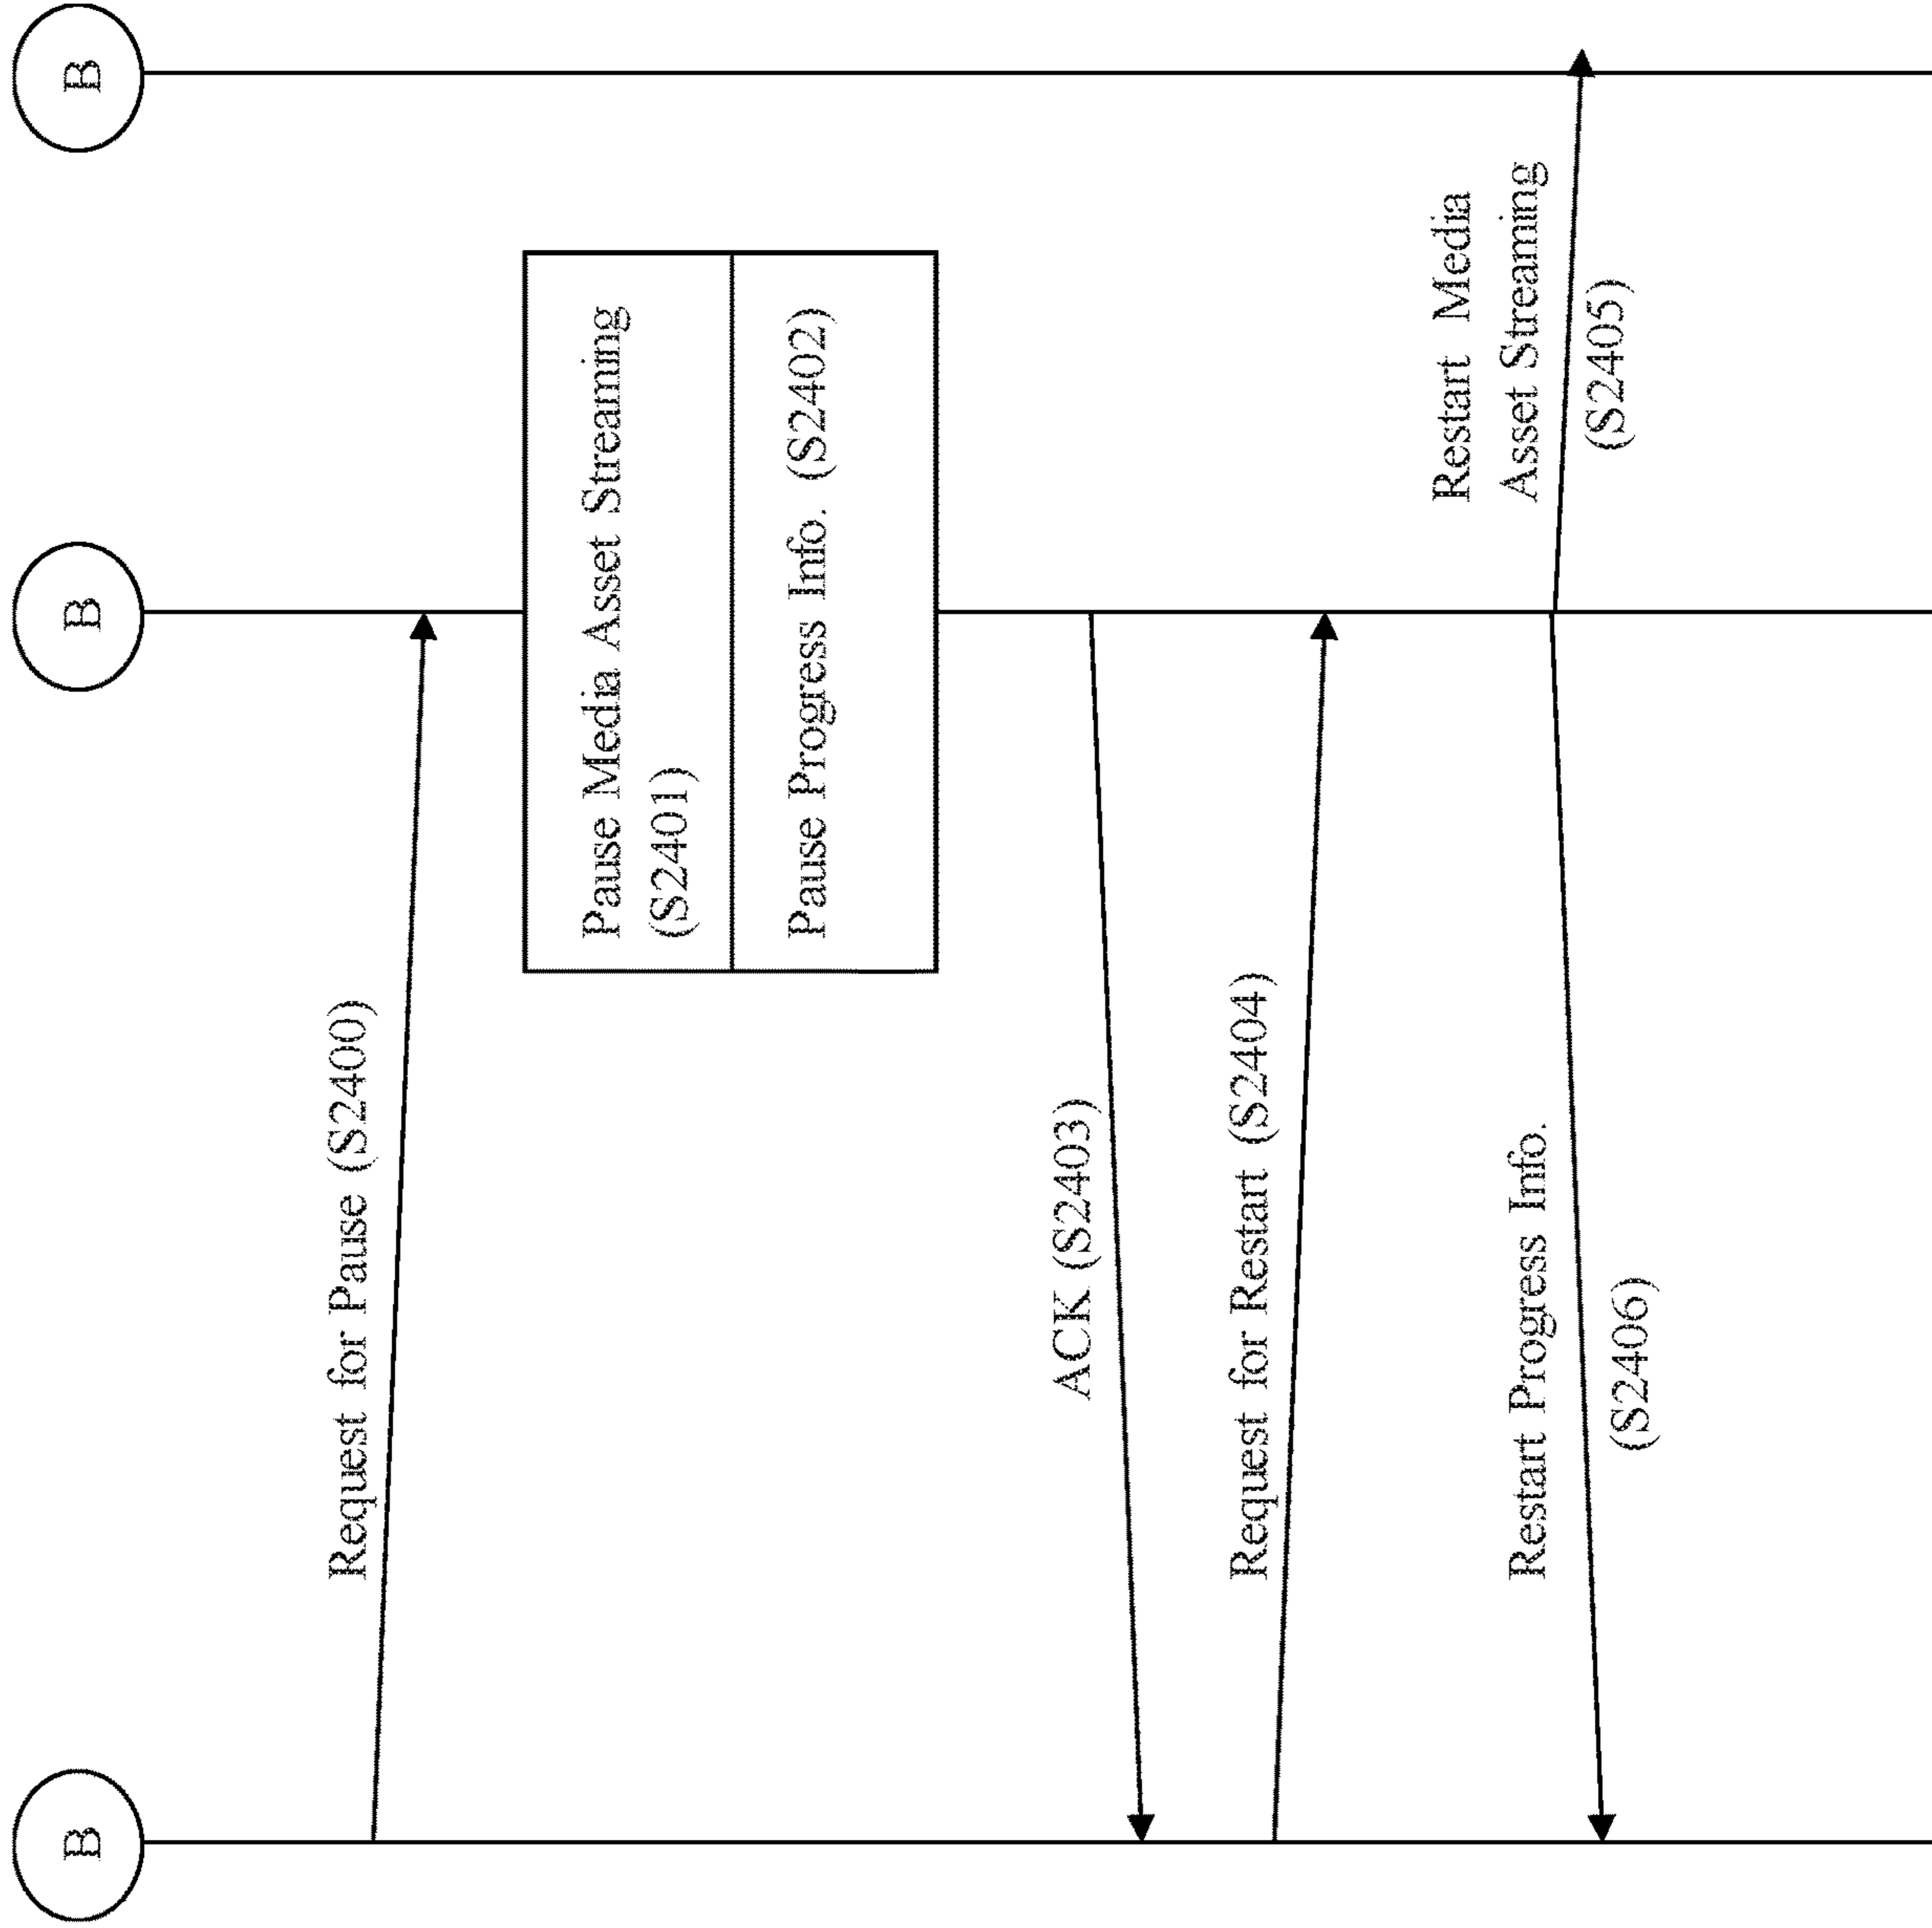 B
B
B
Request for Pause (S2400)
Pause Media Asset Streaming
(S2401)
Pause Progress Info. (S2402)
ACK (S2403)
Request for Restart (S2404)
Restart Media
Asset Streaming
(S2405)
Restart Progress Info.
(S2406)